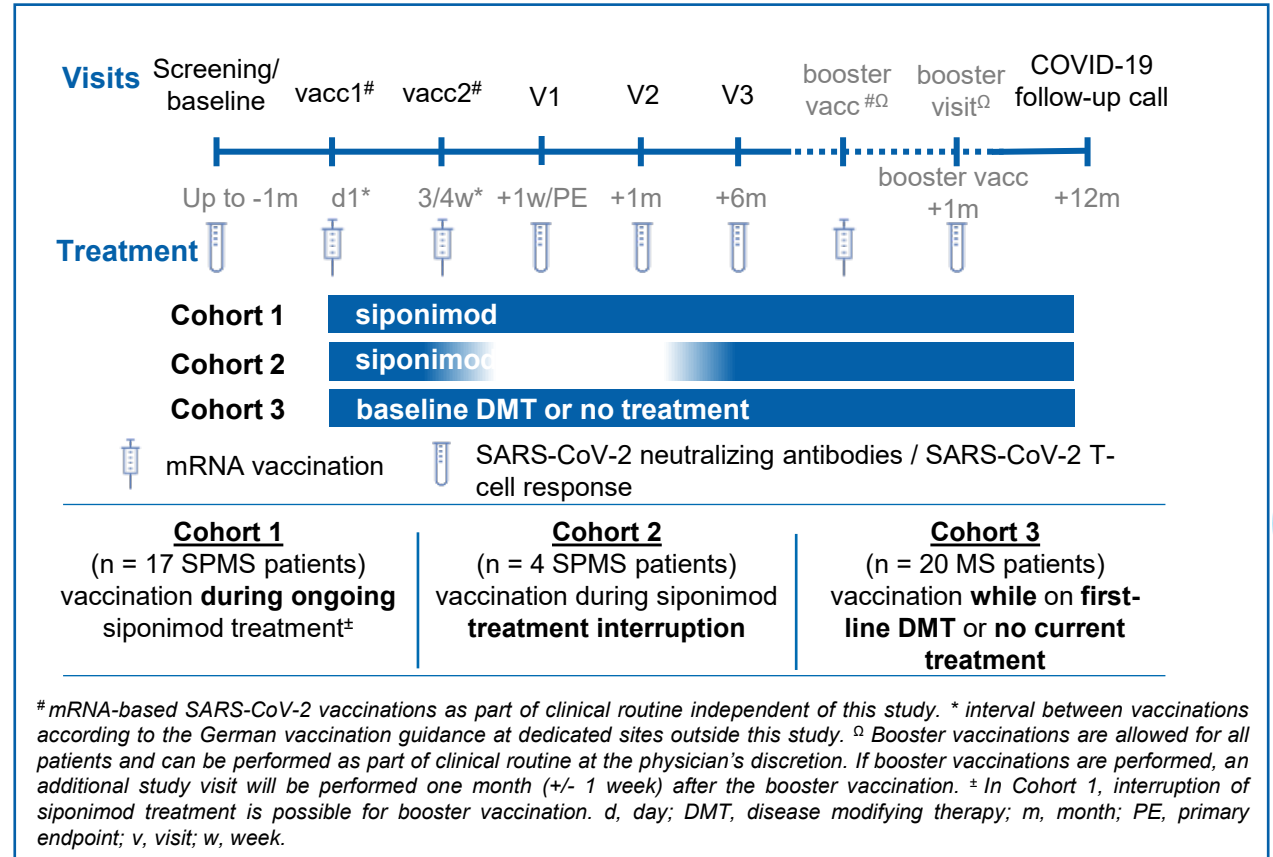 Visits
Screening/
baseline
vacc1#
vacc2#
V1
V2
V3
booster
vacc #Ω
booster
visitΩ
COVID-19
follow-up call
Up to -1m
d1*
3/4w*
+1w/PE
+1m
+6m
booster vacc
+1m
+12m
Treatment
Cohort 1
siponimod
Cohort 2
siponimod
Cohort 3
baseline DMT or no treatment
mRNA vaccination
SARS-CoV-2 neutralizing antibodies / SARS-CoV-2 T-
cell response
Cohort 1
(n = 17 SPMS patients)
vaccination during ongoing
siponimod treatment±
Cohort 2
(n = 4 SPMS patients)
vaccination during siponimod
treatment interruption
Cohort 3
(n = 20 MS patients)
vaccination while on first-
line DMT or no current
treatment
# mRNA-based SARS-CoV-2 vaccinations as part of clinical routine independent of this study. * interval between vaccinations
according to the German vaccination guidance at dedicated sites outside this study. Ω Booster vaccinations are allowed for all
patients and can be performed as part of clinical routine at the physician's discretion. If booster vaccinations are performed, an
additional study visit will be performed one month (+/- 1 week) after the booster vaccination. ± In Cohort 1, interruption of
siponimod treatment is possible for booster vaccination. d, day; DMT, disease modifying therapy; m, month; PE, primary
endpoint; v, visit; w, week.